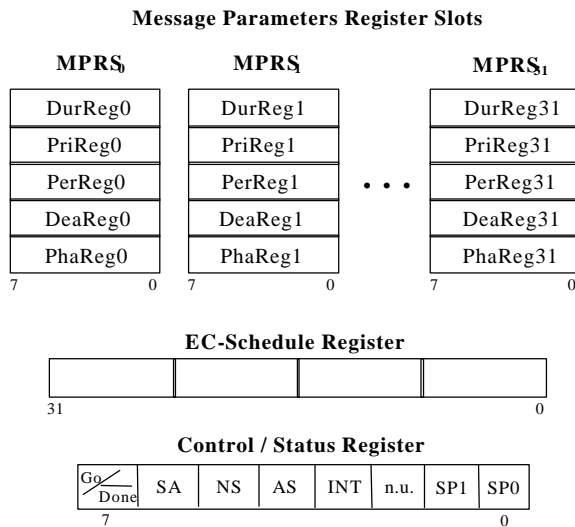 Message Parameters Register Slots
MPRS0 MPRS1 MPRS31
DurReg0 DurReg1 DurReg31
PriReg0 PriReg1 PriReg31
PerReg0 PerReg1 • • • PerReg31
DeaReg0 DeaReg1 DeaReg31
PhaReg0 PhaReg1 PhaReg31
7 0 7 0 7 0
EC-Schedule Register
31 0
Control / Status Register
Go/Done SA NS AS INT n.u. SP1 SP0
7 0